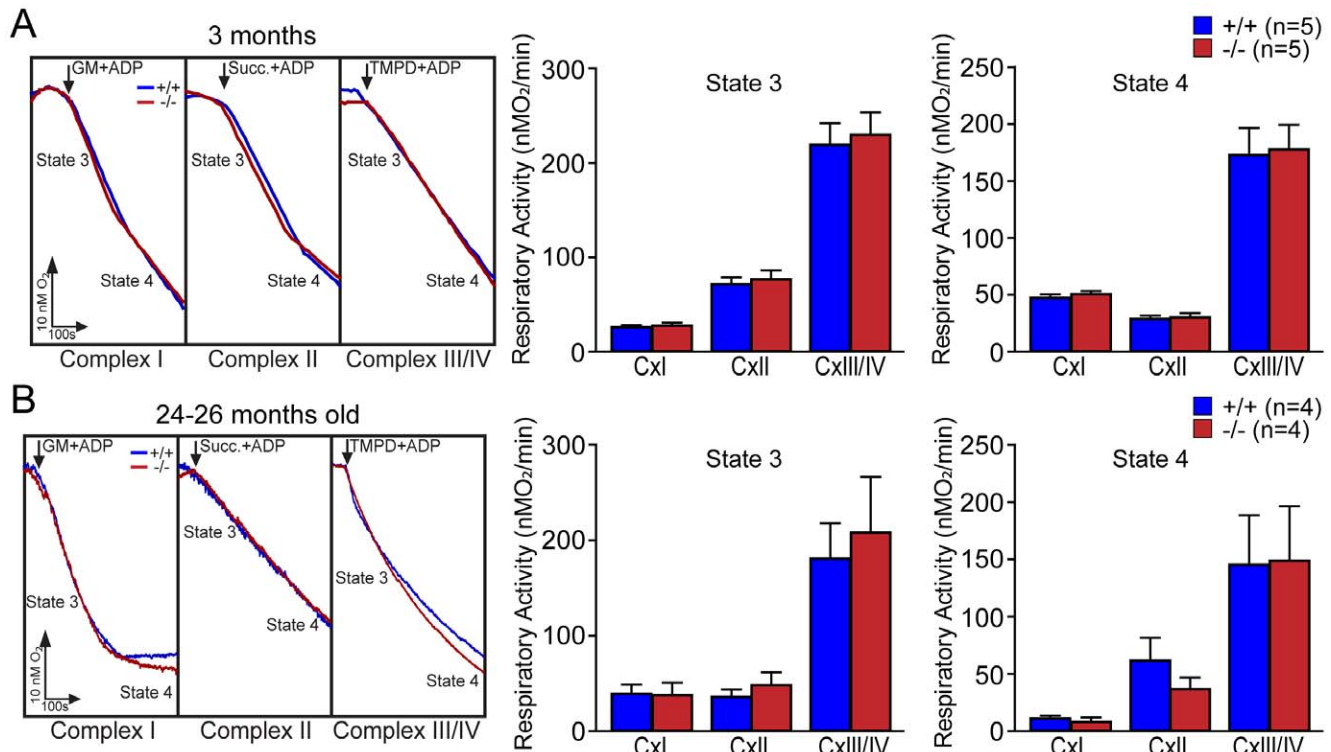 A
3 months
GM+ADP
Succ.+ADP
TMPD+ADP
+/+
-/-
State 3
State 3
State 3
State 4
State 4
State 4
10 nM O₂
100s
Complex I
Complex II
Complex III/IV
Respiratory Activity (nMO₂/min)
State 3
300
200
100
0
CxI
CxII
CxIII/IV
Respiratory Activity (nMO₂/min)
State 4
250
200
150
100
50
0
CxI
CxII
CxIII/IV
+/+ (n=5)
-/- (n=5)
B
24-26 months old
GM+ADP
Succ.+ADP
TMPD+ADP
+/+
-/-
State 3
State 3
State 3
State 4
State 4
State 4
10 nM O₂
100s
Complex I
Complex II
Complex III/IV
Respiratory Activity (nMO₂/min)
State 3
300
200
100
0
CxI
CxII
CxIII/IV
Respiratory Activity (nMO₂/min)
State 4
250
200
150
100
50
0
CxI
CxII
CxIII/IV
+/+ (n=4)
-/- (n=4)